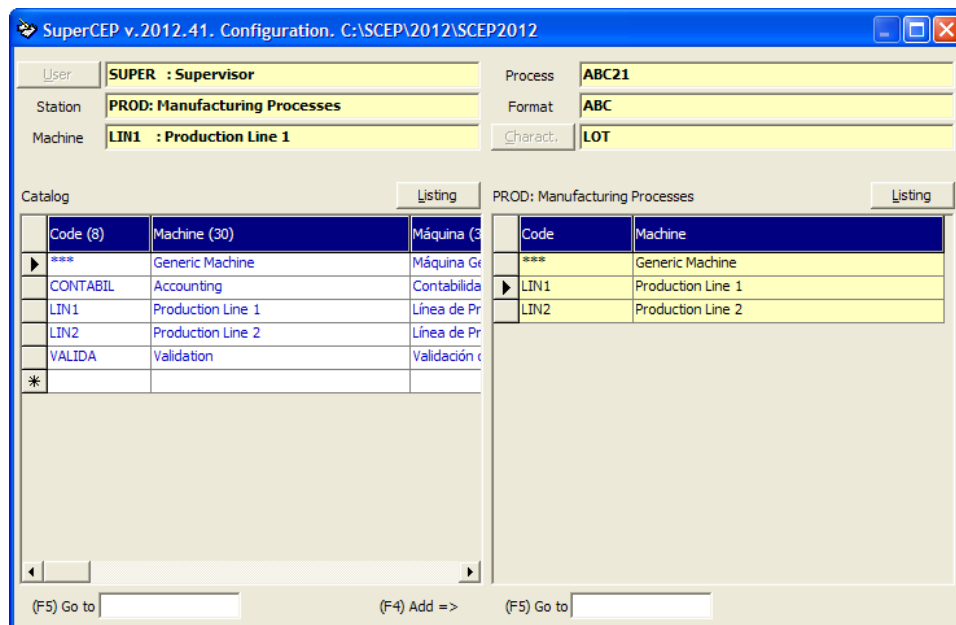 SuperCEP v.2012.41. Configuration. C:\SCEP\2012\SCEP2012
User SUPER : Supervisor Process ABC21
Station PROD: Manufacturing Processes Format ABC
Machine LIN1 : Production Line 1 Charact. LOT
Catalog Listing PROD: Manufacturing Processes Listing
Code (8) Machine (30) Máquina (3 Code Machine
*** Generic Machine Máquina Ge *** Generic Machine
CONTABIL Accounting Contabilida LIN1 Production Line 1
LIN1 Production Line 1 Línea de Pr LIN2 Production Line 2
LIN2 Production Line 2 Línea de Pr
VALIDA Validation Validación
(F5) Go to (F4) Add => (F5) Go to